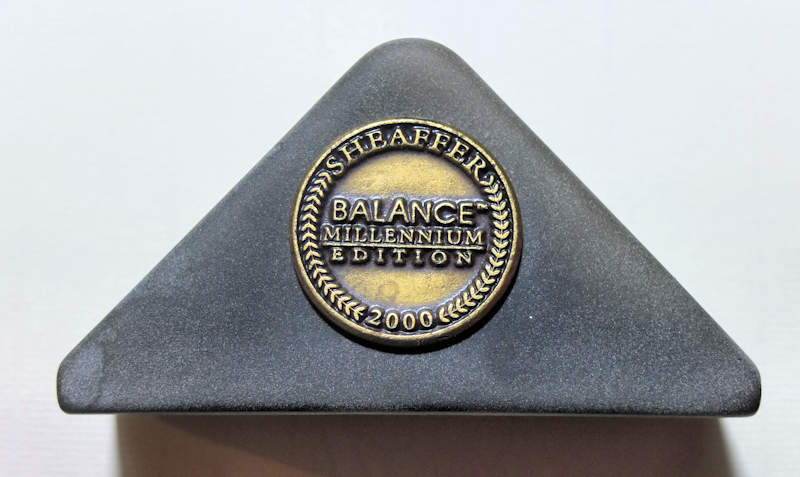 SHEAFFER
BALANCE™
MILLENNIUM
EDITION
2000